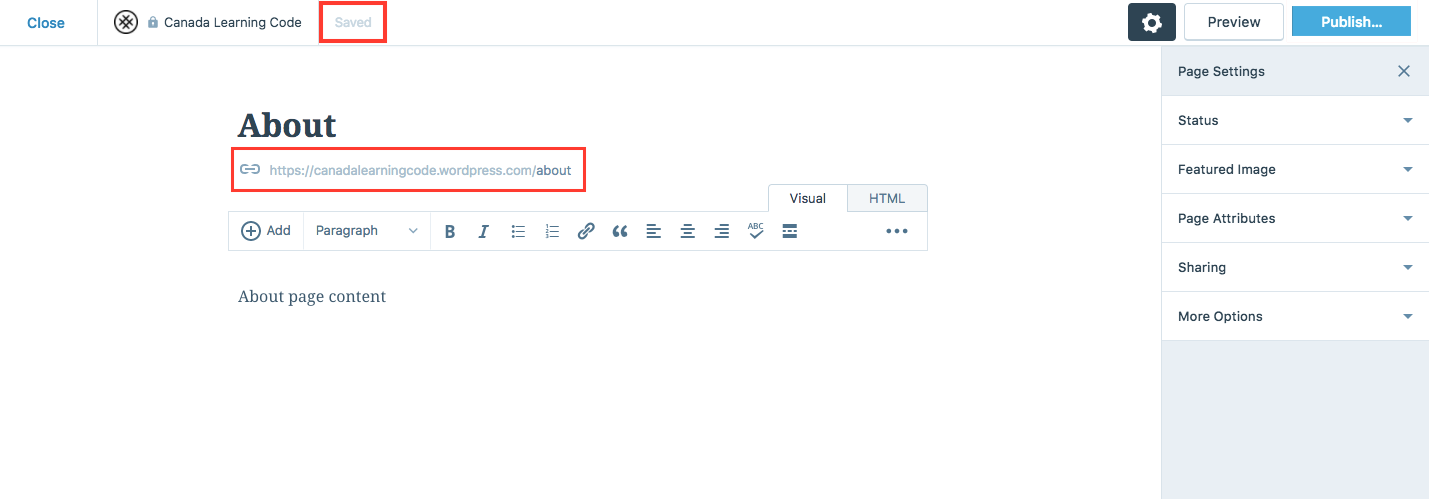 Close
Canada Learning Code
Saved
Preview
Publish...
Page Settings
Status
Featured Image
Page Attributes
Sharing
More Options
About
https://canadalearningcode.wordpress.com/about
Visual
HTML
Add
Paragraph
B
I
ABC
About page content